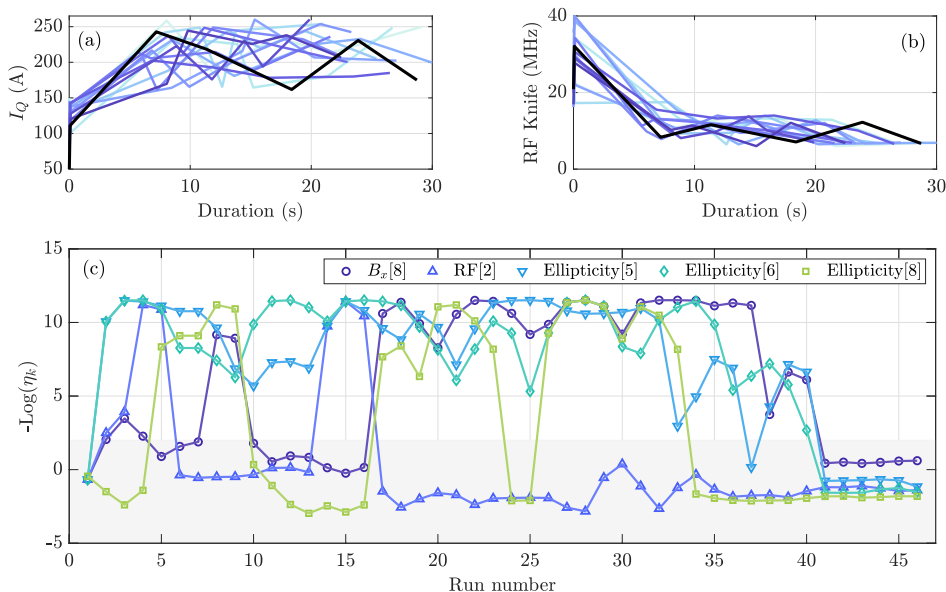 250
200
150
100
50
I_Q (A)
(a)
0
10
20
30
Duration (s)
40
20
0
RF Knife (MHz)
(b)
0
10
20
30
Duration (s)
15
10
5
0
-5
-Log(η_k)
(c)
B_x[8]
RF[2]
Ellipticity[5]
Ellipticity[6]
Ellipticity[8]
0
5
10
15
20
25
30
35
40
45
Run number